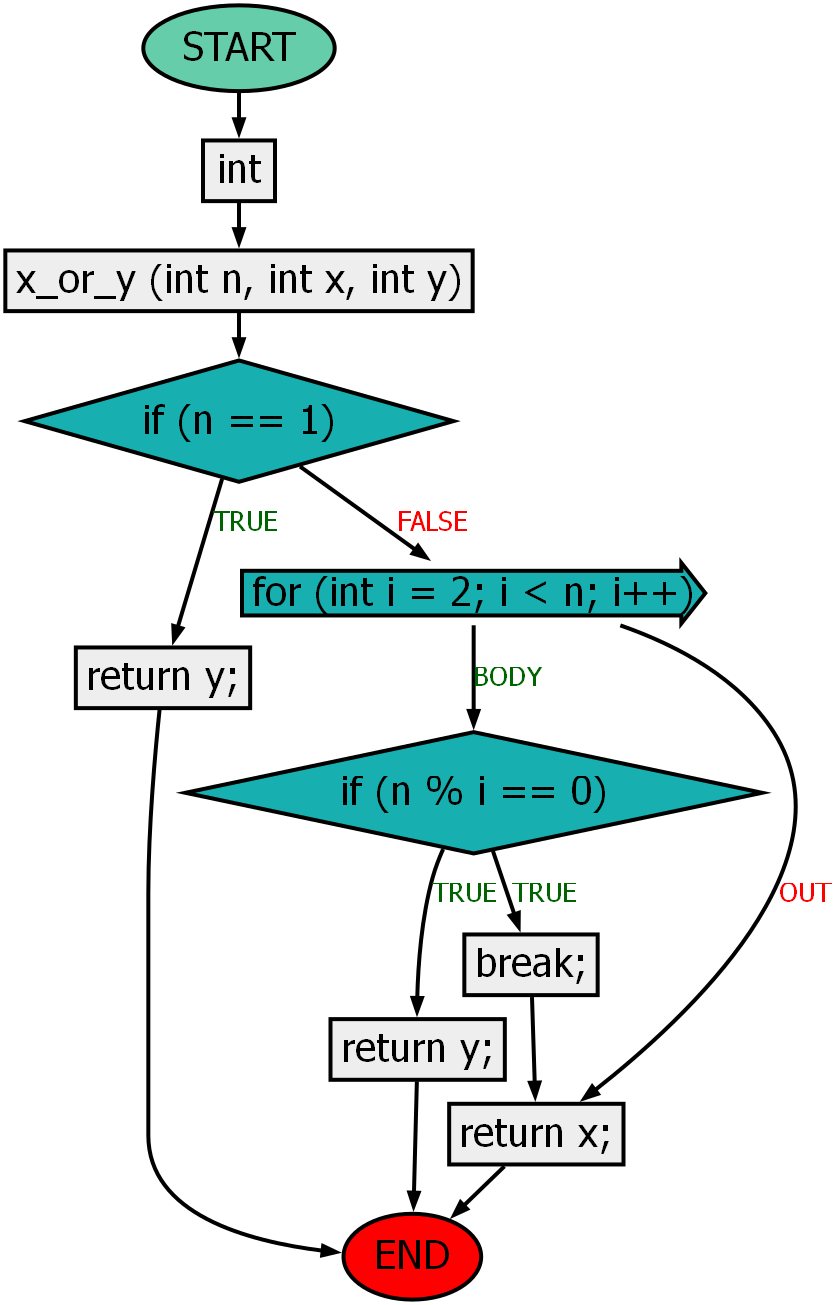 START
int
x_or_y (int n, int x, int y)
if (n == 1)
TRUE
FALSE
for (int i = 2; i < n; i++)
return y;
BODY
if (n % i == 0)
TRUE
TRUE
OUT
break;
return y;
return x;
END